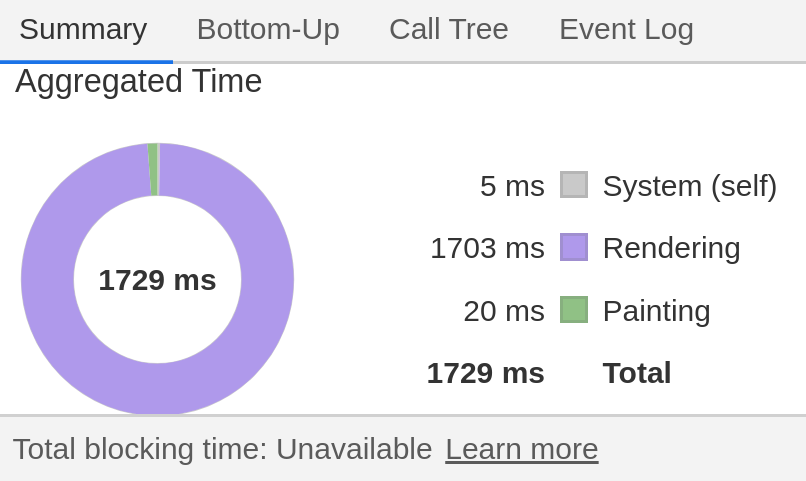 Summary Bottom-Up Call Tree Event Log
Aggregated Time
5 ms System (self)
1703 ms Rendering
1729 ms
20 ms Painting
1729 ms Total
Total blocking time: Unavailable Learn more